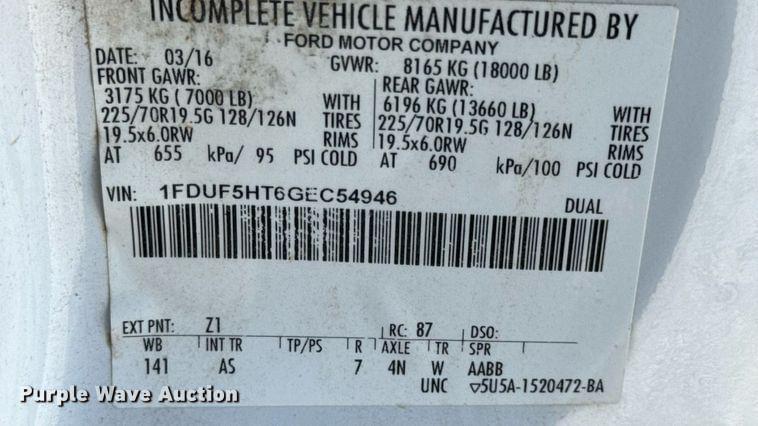 INCOMPLETE VEHICLE MANUFACTURED BY
FORD MOTOR COMPANY
DATE: 03/16 GVWR: 8165 KG (18000 LB)
FRONT GAWR: REAR GAWR:
3175 KG ( 7000 LB) WITH 6196 KG (13660 LB) WITH
225/70R19.5G 128/126N TIRES 225/70R19.5G 128/126N TIRES
19.5x6.0RW RIMS 19.5x6.0RW RIMS
AT 655 kPa/ 95 PSI COLD AT 690 kPa/100 PSI COLD
VIN: 1FDUF5HT6GEC54946 DUAL
EXT PNT: Z1 RC: 87 DSO:
WB INT TR TP/PS R AXLE TR SPR
141 AS 7 4N W AABB
UNC ▽5U5A-1520472-BA
Purple Wave Auction